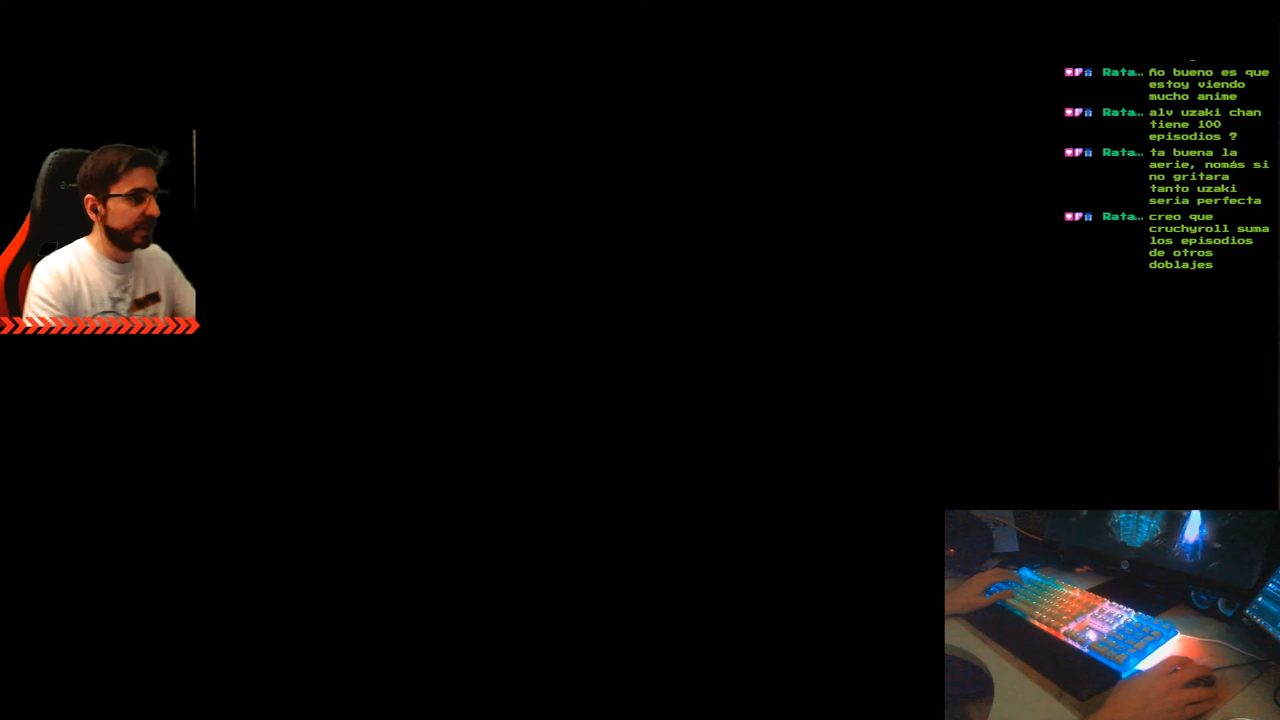 Rata… ño bueno es que
estoy viendo
mucho anime
Rata… alv uzaki chan
tiene 100
episodios ?
Rata… ta buena la
aerie, nomás si
no gritara
tanto uzaki
seria perfecta
Rata… creo que
cruchyroll suma
los episodios
de otros
doblajes